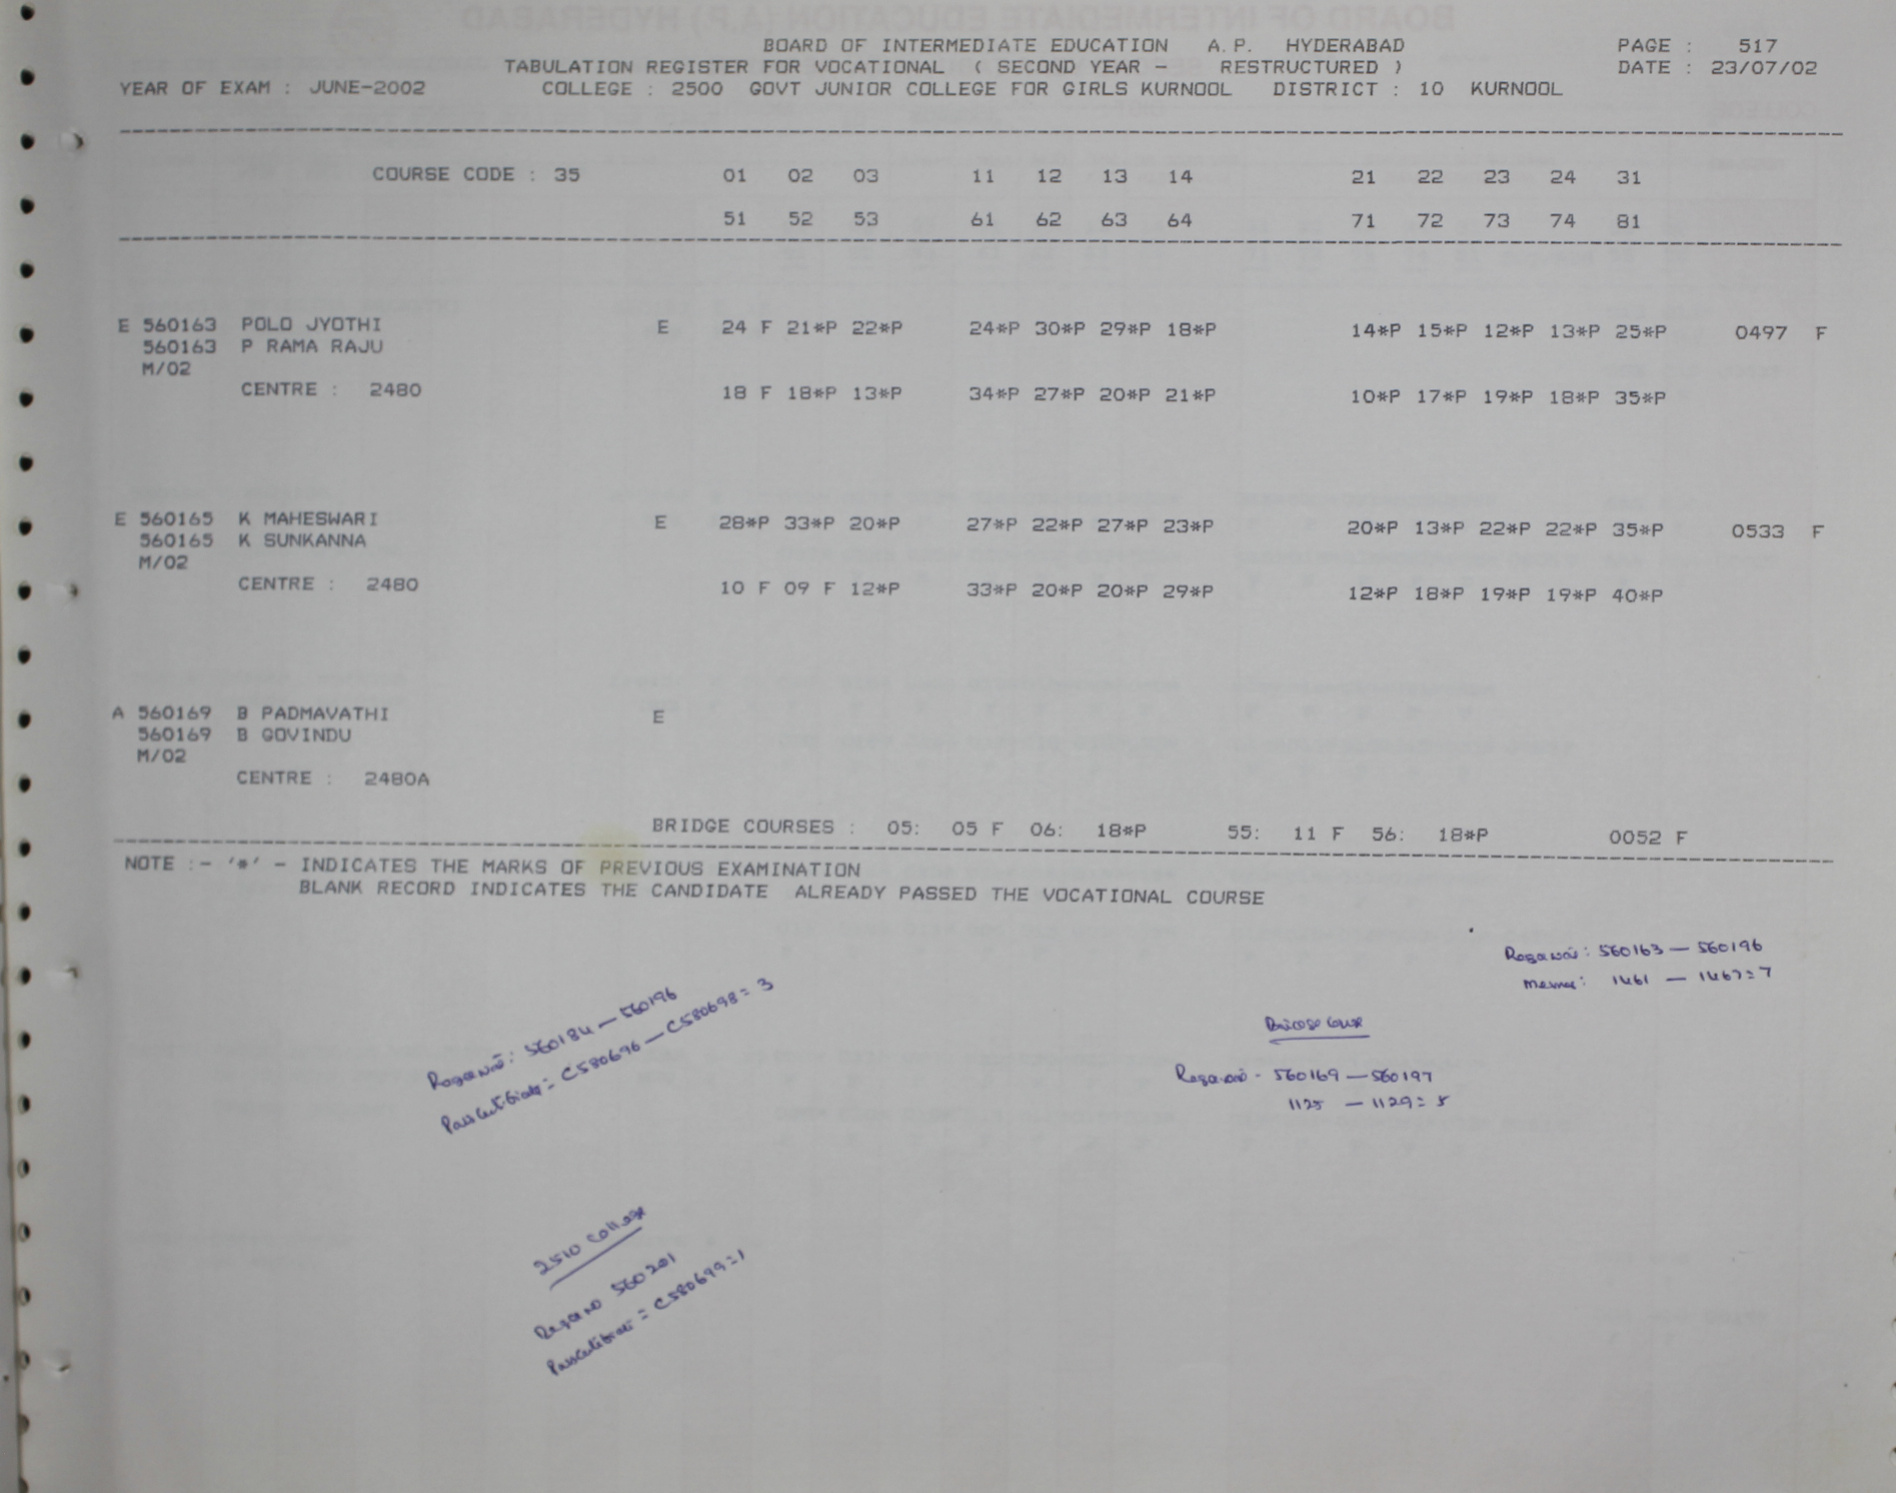 BOARD OF INTERMEDIATE EDUCATION A.P. HYDERABAD PAGE : 517
TABULATION REGISTER FOR VOCATIONAL ( SECOND YEAR - RESTRUCTURED ) DATE : 23/07/02
YEAR OF EXAM : JUNE-2002 COLLEGE : 2500 GOVT JUNIOR COLLEGE FOR GIRLS KURNOOL DISTRICT : 10 KURNOOL
COURSE CODE : 35 01 02 03 11 12 13 14 21 22 23 24 31
51 52 53 61 62 63 64 71 72 73 74 81
E 560163 POLO JYOTHI E 24 F 21*P 22*P 24*P 30*P 29*P 18*P 14*P 15*P 12*P 13*P 25*P 0497 F
560163 P RAMA RAJU
M/02
CENTRE : 2480 18 F 18*P 13*P 34*P 27*P 20*P 21*P 10*P 17*P 19*P 18*P 35*P
E 560165 K MAHESWARI E 28*P 33*P 20*P 27*P 22*P 27*P 23*P 20*P 13*P 22*P 22*P 35*P 0533 F
560165 K SUNKANNA
M/02
CENTRE : 2480 10 F 09 F 12*P 33*P 20*P 20*P 29*P 12*P 18*P 19*P 19*P 40*P
A 560169 B PADMAVATHI E
560169 B GOVINDU
M/02
CENTRE : 2480A
BRIDGE COURSES : 05: 05 F 06: 18*P 55: 11 F 56: 18*P 0052 F
NOTE :- '*' - INDICATES THE MARKS OF PREVIOUS EXAMINATION
BLANK RECORD INDICATES THE CANDIDATE ALREADY PASSED THE VOCATIONAL COURSE
560163 — 560196
1461 — 1467=7
560184 — 560196
C580696 — C580698 = 3
560169 — 560197
1125 — 1129 = 5
2510 College
560201
= C580699=1